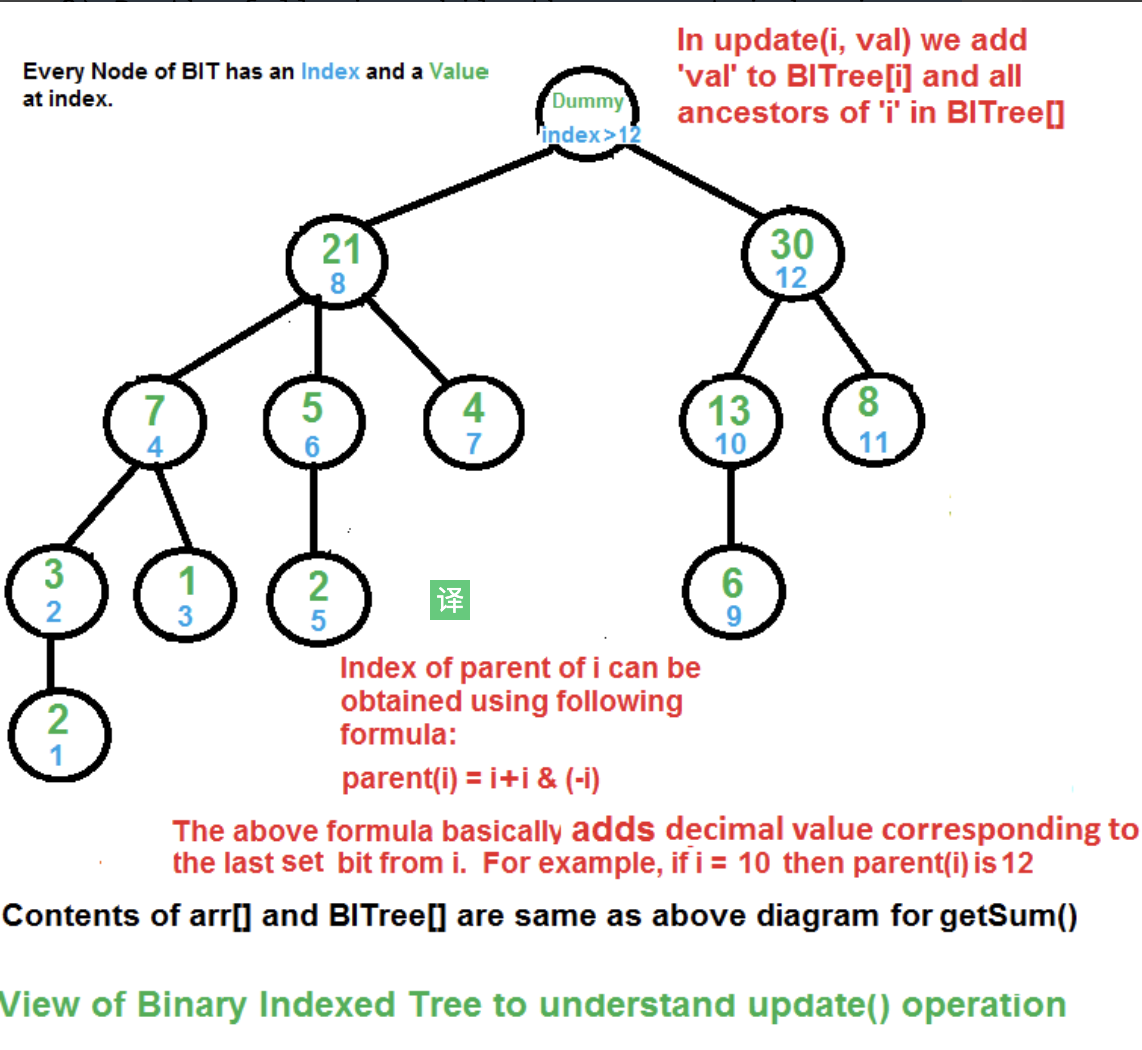 Every Node of BIT has an Index and a Value
at index.
In update(i, val) we add
'val' to BITree[i] and all
ancestors of 'i' in BITree[]
Dummy
index>12
21
8
30
12
7
4
5
6
4
7
13
10
8
11
3
2
1
3
2
5
译
6
9
2
1
Index of parent of i can be
obtained using following
formula:
parent(i) = i+i & (-i)
The above formula basically adds decimal value corresponding to
the last set bit from i. For example, if i = 10 then parent(i) is 12
Contents of arr[] and BITree[] are same as above diagram for getSum()
View of Binary Indexed Tree to understand update() operation